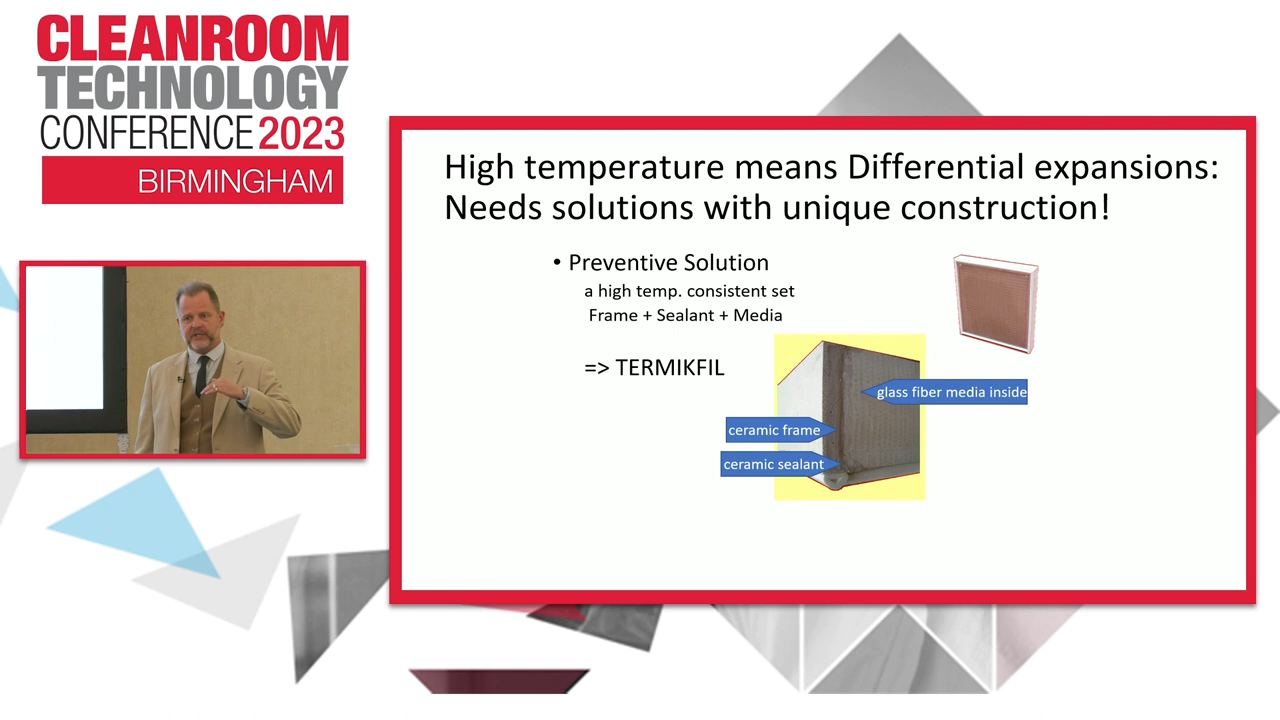 CLEANROOM
TECHNOLOGY
CONFERENCE 2023
BIRMINGHAM
High temperature means Differential expansions:
Needs solutions with unique construction!
• Preventive Solution
a high temp. consistent set
Frame + Sealant + Media
=> TERMIKFIL
glass fiber media inside
ceramic frame
ceramic sealant